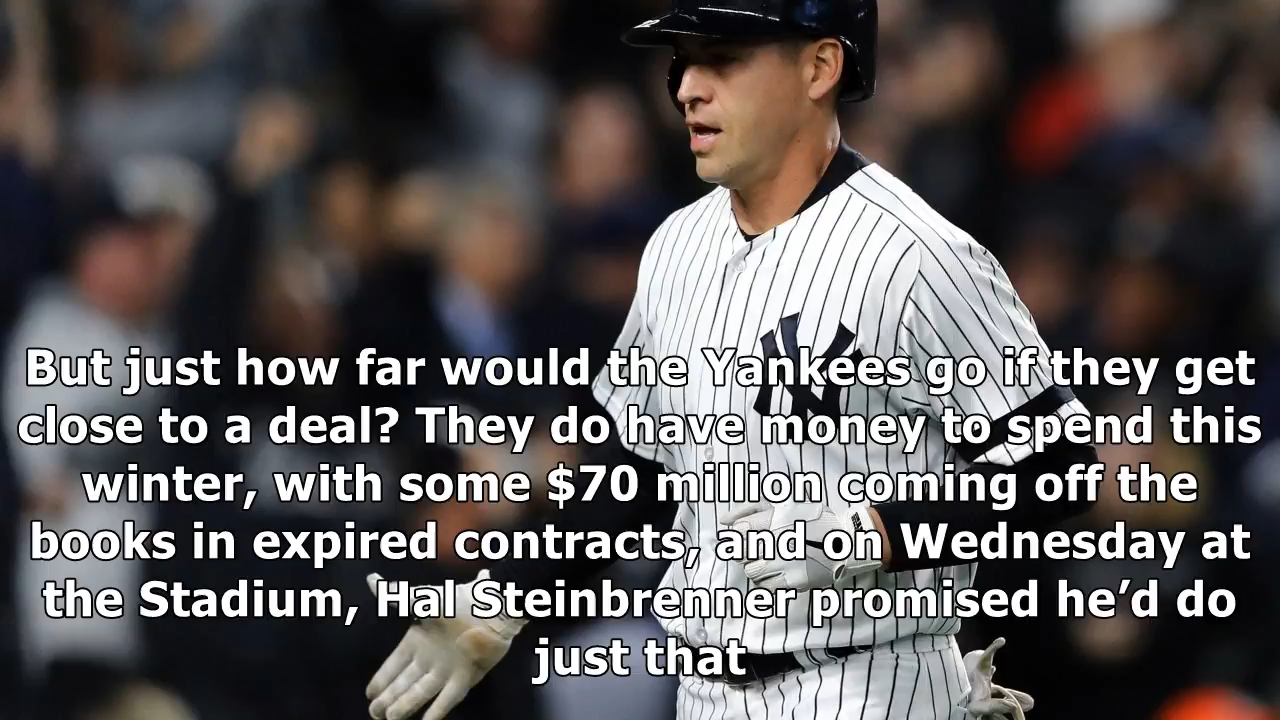 But just how far would the Yankees go if they get
close to a deal? They do have money to spend this
winter, with some $70 million coming off the
books in expired contracts, and on Wednesday at
the Stadium, Hal Steinbrenner promised he’d do
just that
NY